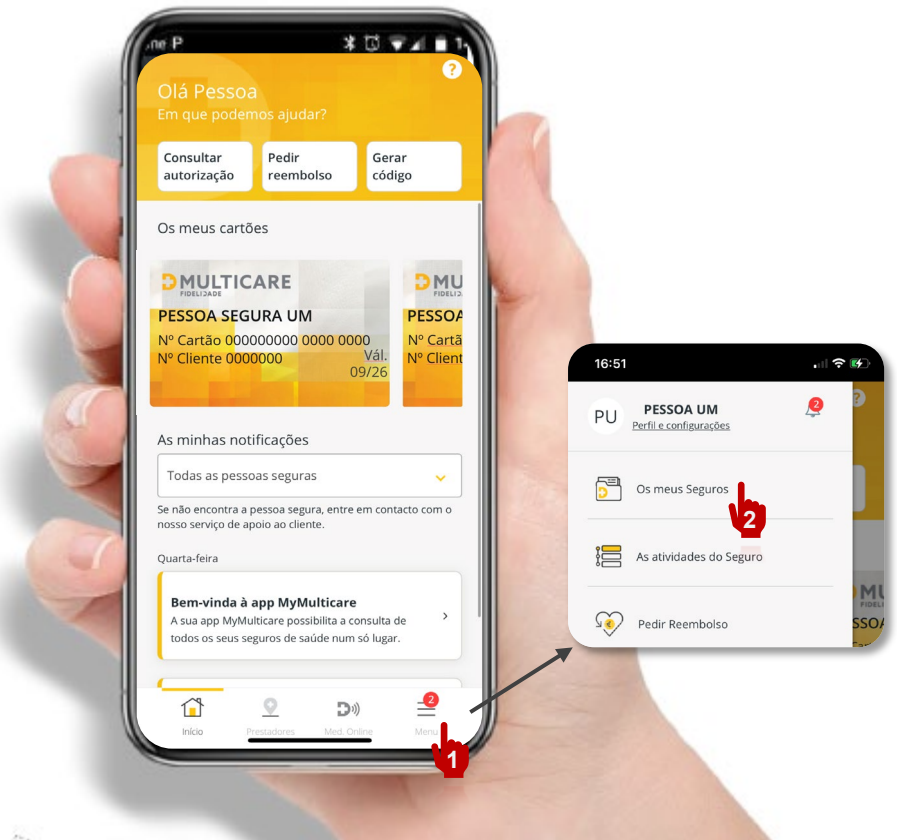 Olá Pessoa
Em que podemos ajudar?
Consultar
autorização
Pedir
reembolso
Gerar
código
Os meus cartões
MULTICARE
FIDELIDADE
PESSOA SEGURA UM
Nº Cartão 000000000 0000 0000
Nº Cliente 0000000
Vál.
09/26
MU
FIDELID
PESSOA
Nº Cartã
Nº Client
As minhas notificações
Todas as pessoas seguras
Se não encontra a pessoa segura, entre em contacto com o
nosso serviço de apoio ao cliente.
Quarta-feira
Bem-vinda à app MyMulticare
A sua app MyMulticare possibilita a consulta de
todos os seus seguros de saúde num só lugar.
Início
Prestadores
Med. Online
2
Menu
1
16:51
PU
PESSOA UM
Perfil e configurações
2
Os meus Seguros
2
As atividades do Seguro
Pedir Reembolso
MU
SSOA